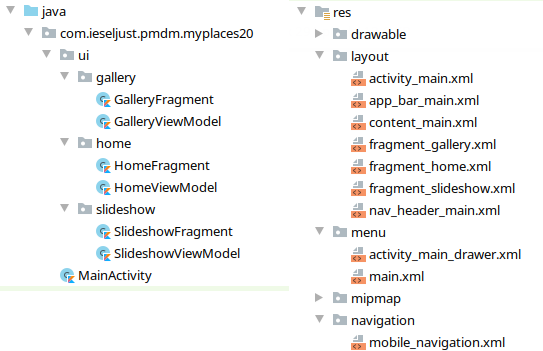 java
com.ieseljust.pmdm.myplaces20
ui
gallery
GalleryFragment
GalleryViewModel
home
HomeFragment
HomeViewModel
slideshow
SlideshowFragment
SlideshowViewModel
MainActivity
res
drawable
layout
activity_main.xml
app_bar_main.xml
content_main.xml
fragment_gallery.xml
fragment_home.xml
fragment_slideshow.xml
nav_header_main.xml
menu
activity_main_drawer.xml
main.xml
mipmap
navigation
mobile_navigation.xml